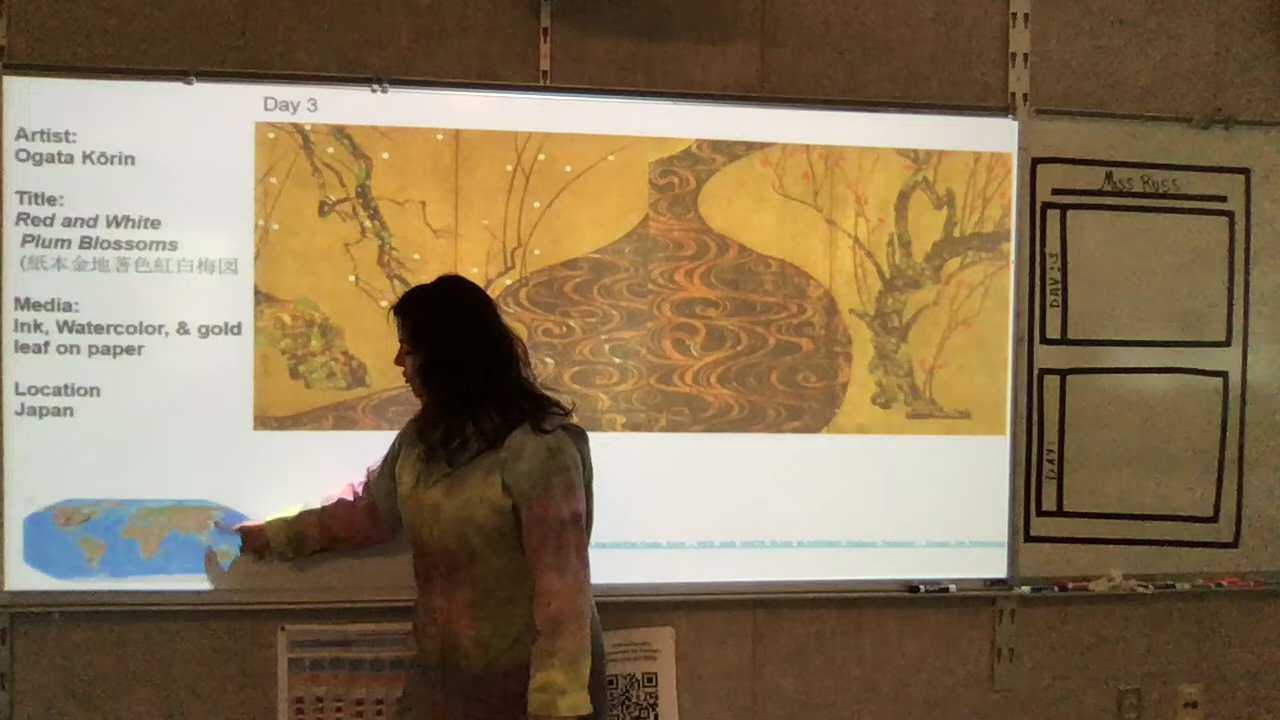 Day 3
Artist:
Ogata Kōrin
Title:
Red and White
Plum Blossoms
(紙本金地著色紅白梅図
Media:
Ink, Watercolor, & gold
leaf on paper
Location
Japan
Miss Russ
DAY: 3
DAY: